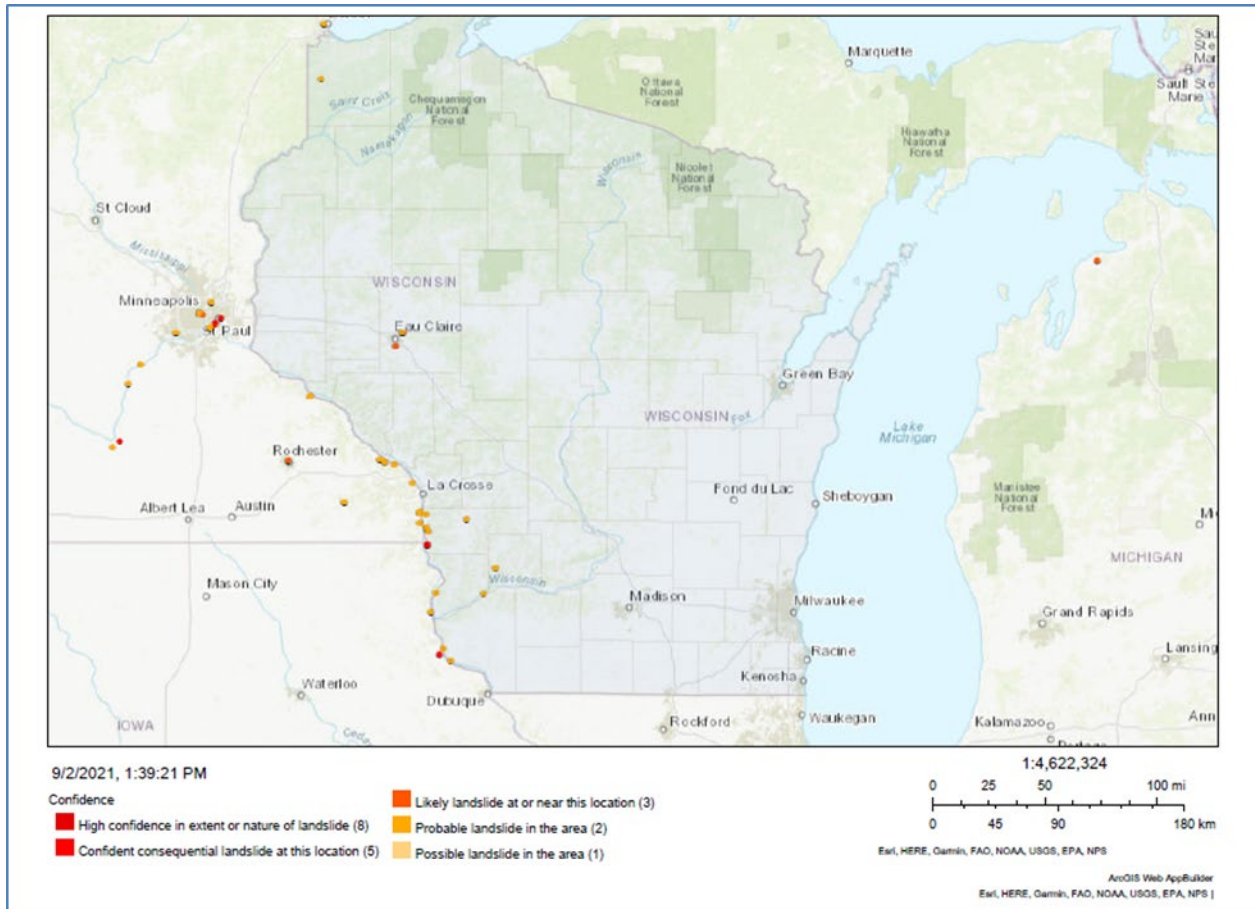 Marquette
Sault Ste
Marie
Ottawa
National
Forest
Chequamegon
National
Forest
Saint Croix
Namakagon
Hiawatha
National
Forest
Wisconsin
Nicolet
National
Forest
St Cloud
Mississippi
WISCONSIN
Minneapolis
St Paul
Eau Claire
Green Bay
WISCONSIN
Fox
Lake
Michigan
Rochester
La Crosse
Fond du Lac
Sheboygan
Manistee
National
Forest
Albert Lea
Austin
MICHIGAN
Mason City
Wisconsin
Madison
Milwaukee
Grand Rapids
Racine
Lansing
Kenosha
Waterloo
Dubuque
Rockford
Waukegan
Kalamazoo
Ann
IOWA
Cedar
Portage
9/2/2021, 1:39:21 PM
1:4,622,324
0 25 50 100 mi
0 45 90 180 km
Confidence
High confidence in extent or nature of landslide (8)
Confident consequential landslide at this location (5)
Likely landslide at or near this location (3)
Probable landslide in the area (2)
Possible landslide in the area (1)
Esri, HERE, Garmin, FAO, NOAA, USGS, EPA, NPS
ArcGIS Web AppBuilder
Esri, HERE, Garmin, FAO, NOAA, USGS, EPA, NPS |